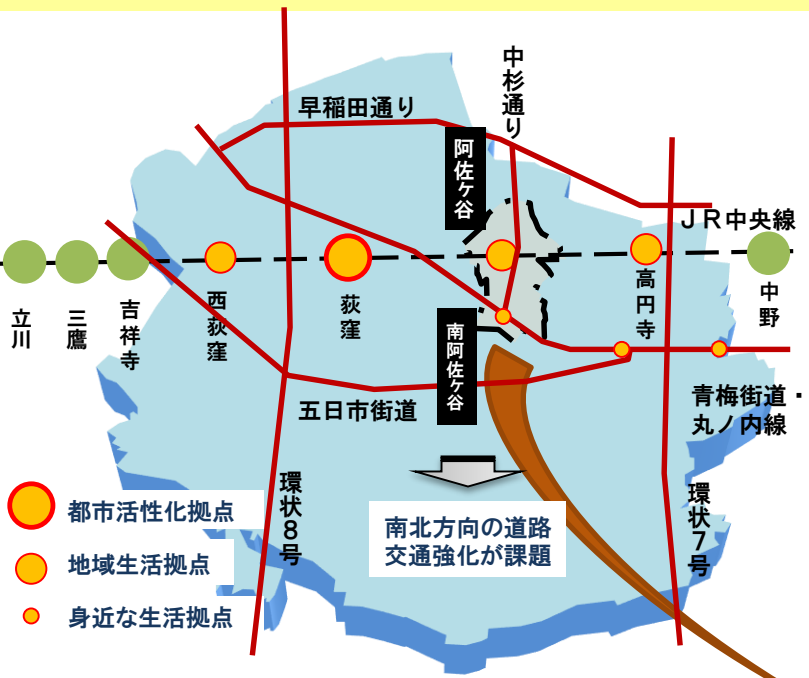 中杉通り
早稲田通り
阿佐ケ谷
JR中央線
立川
三鷹
吉祥寺
西荻窪
荻窪
高円寺
中野
南阿佐ケ谷
五日市街道
青梅街道・
丸ノ内線
環状8号
環状7号
南北方向の道路
交通強化が課題
都市活性化拠点
地域生活拠点
身近な生活拠点